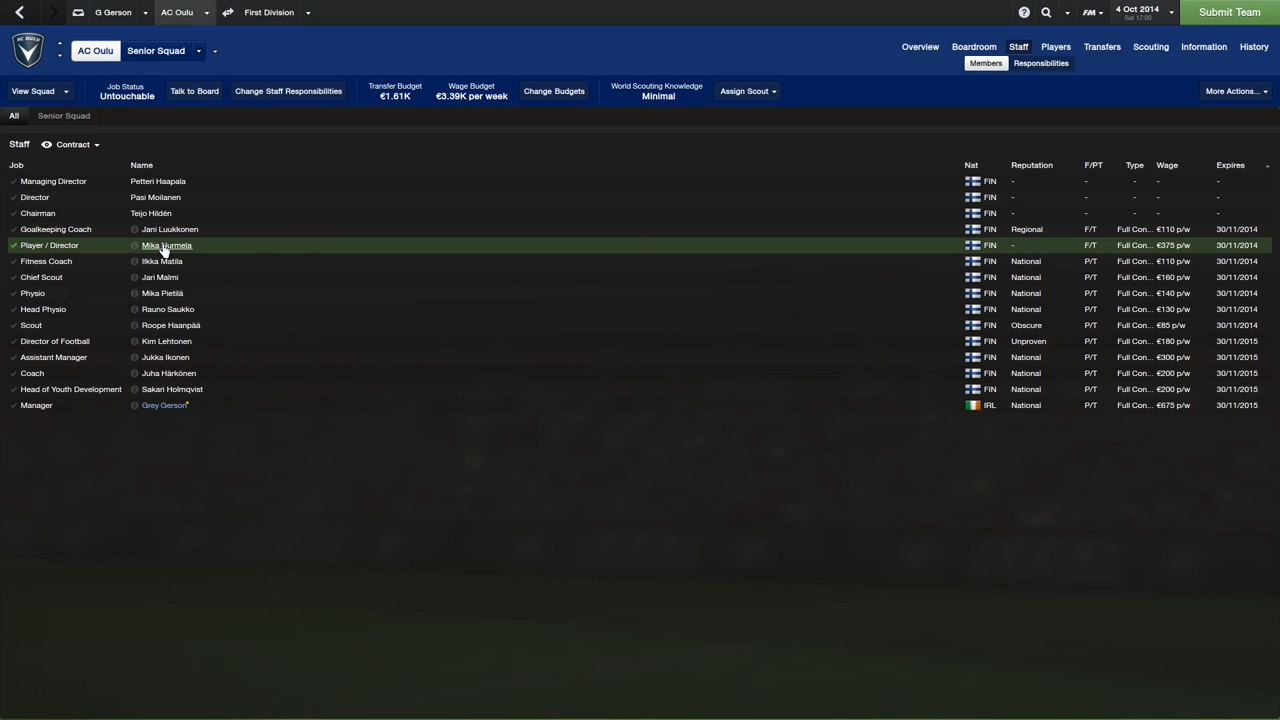 G Gerson AC Oulu First Division ? FM 4 Oct 2014 Sat 17:00 Submit Team
AC OULU
AC Oulu Senior Squad Overview Boardroom Staff Players Transfers Scouting Information History
Members Responsibilities
View Squad Job Status Untouchable Talk to Board Change Staff Responsibilities Transfer Budget €1.61K Wage Budget €3.39K per week Change Budgets World Scouting Knowledge Minimal Assign Scout More Actions...
All Senior Squad
Staff Contract
Job Name Nat Reputation F/PT Type Wage Expires
Managing Director Petteri Haapala FIN - - - - -
Director Pasi Moilanen FIN - - - - -
Chairman Teijo Hildén FIN - - - - -
Goalkeeping Coach Jani Luukkonen FIN Regional F/T Full Con... €110 p/w 30/11/2014
Player / Director Mika Nurmela FIN - F/T Full Con... €375 p/w 30/11/2014
Fitness Coach Ilkka Matila FIN National P/T Full Con... €110 p/w 30/11/2014
Chief Scout Jari Malmi FIN National P/T Full Con... €160 p/w 30/11/2014
Physio Mika Pietilä FIN National P/T Full Con... €140 p/w 30/11/2014
Head Physio Rauno Saukko FIN National P/T Full Con... €130 p/w 30/11/2014
Scout Roope Haanpää FIN Obscure P/T Full Con... €85 p/w 30/11/2014
Director of Football Kim Lehtonen FIN Unproven P/T Full Con... €180 p/w 30/11/2015
Assistant Manager Jukka Ikonen FIN National P/T Full Con... €300 p/w 30/11/2015
Coach Juha Härkönen FIN National P/T Full Con... €200 p/w 30/11/2015
Head of Youth Development Sakari Holmqvist FIN National P/T Full Con... €200 p/w 30/11/2015
Manager Grey Gerson IRL National P/T Full Con... €675 p/w 30/11/2015